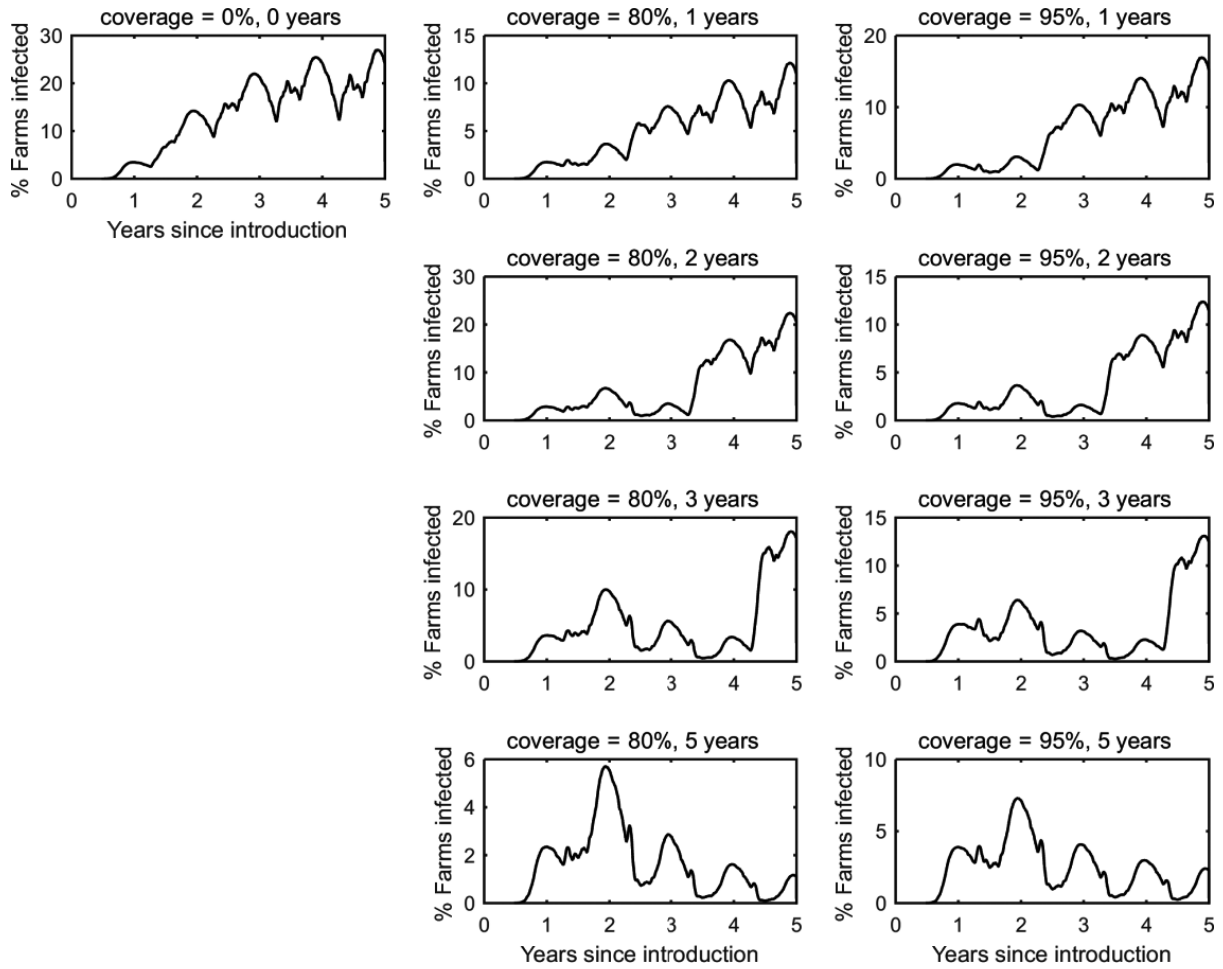 coverage = 0%, 0 years
% Farms infected
30
20
10
0
0 1 2 3 4 5
Years since introduction
coverage = 80%, 1 years
% Farms infected
15
10
5
0
0 1 2 3 4 5
coverage = 95%, 1 years
% Farms infected
20
10
0
0 1 2 3 4 5
coverage = 80%, 2 years
% Farms infected
30
20
10
0
0 1 2 3 4 5
coverage = 95%, 2 years
% Farms infected
15
10
5
0
0 1 2 3 4 5
coverage = 80%, 3 years
% Farms infected
20
10
0
0 1 2 3 4 5
coverage = 95%, 3 years
% Farms infected
15
10
5
0
0 1 2 3 4 5
coverage = 80%, 5 years
% Farms infected
6
4
2
0
0 1 2 3 4 5
Years since introduction
coverage = 95%, 5 years
% Farms infected
10
5
0
0 1 2 3 4 5
Years since introduction